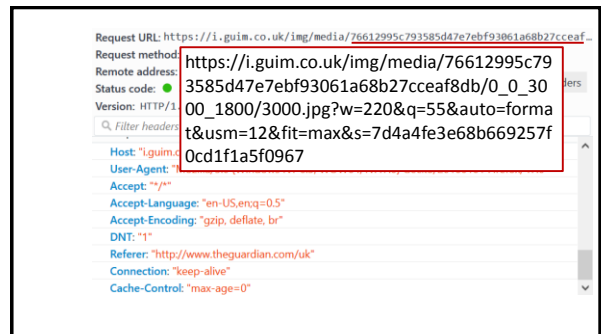 Request URL: https://i.guim.co.uk/img/media/76612995c793585d47e7ebf93061a68b27cceaf…
Request method:
Remote address:
Status code:
Version: HTTP/1.
Filter headers
https://i.guim.co.uk/img/media/76612995c79
3585d47e7ebf93061a68b27cceaf8db/0_0_30
00_1800/3000.jpg?w=220&q=55&auto=forma
t&usm=12&fit=max&s=7d4a4fe3e68b669257f
0cd1f1a5f0967
Host: "i.guim.c
User-Agent:
Accept: "*/*"
Accept-Language: "en-US,en;q=0.5"
Accept-Encoding: "gzip, deflate, br"
DNT: "1"
Referer: "http://www.theguardian.com/uk"
Connection: "keep-alive"
Cache-Control: "max-age=0"